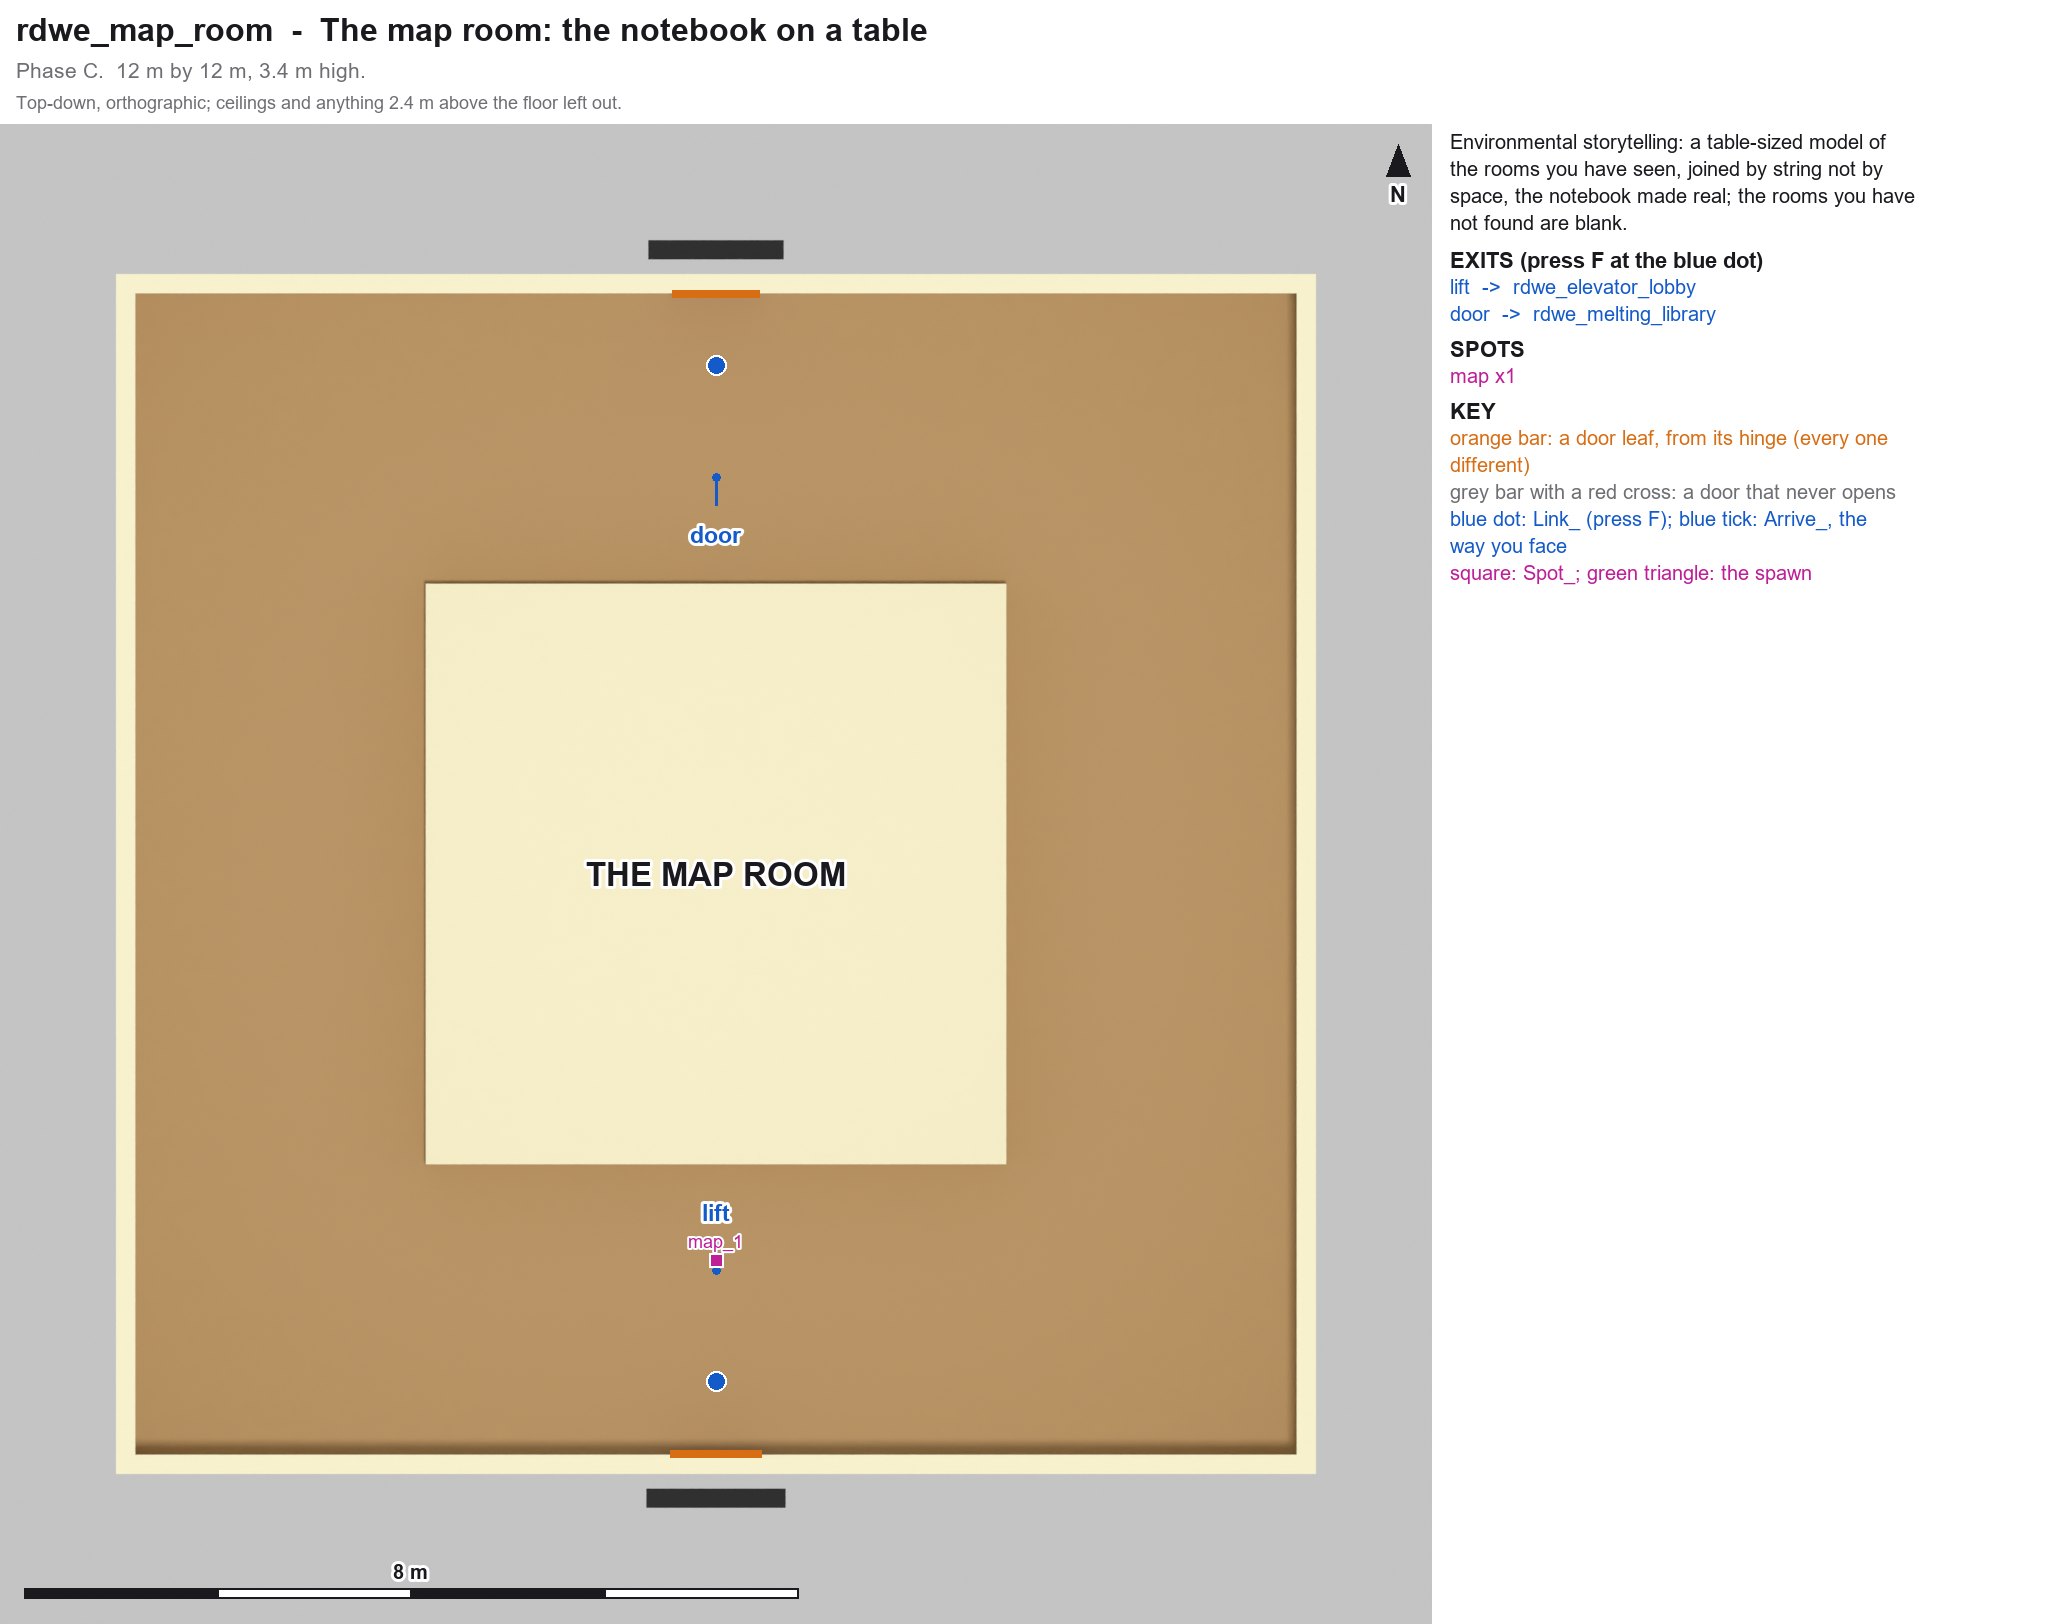 rdwe_map_room  -  The map room: the notebook on a table
Phase C.  12 m by 12 m, 3.4 m high.
Top-down, orthographic; ceilings and anything 2.4 m above the floor left out.
N
door
THE MAP ROOM
lift
map_1
8 m
Environmental storytelling: a table-sized model of
the rooms you have seen, joined by string not by
space, the notebook made real; the rooms you have
not found are blank.
EXITS (press F at the blue dot)
lift  ->  rdwe_elevator_lobby
door  ->  rdwe_melting_library
SPOTS
map x1
KEY
orange bar: a door leaf, from its hinge (every one
different)
grey bar with a red cross: a door that never opens
blue dot: Link_ (press F); blue tick: Arrive_, the
way you face
square: Spot_; green triangle: the spawn